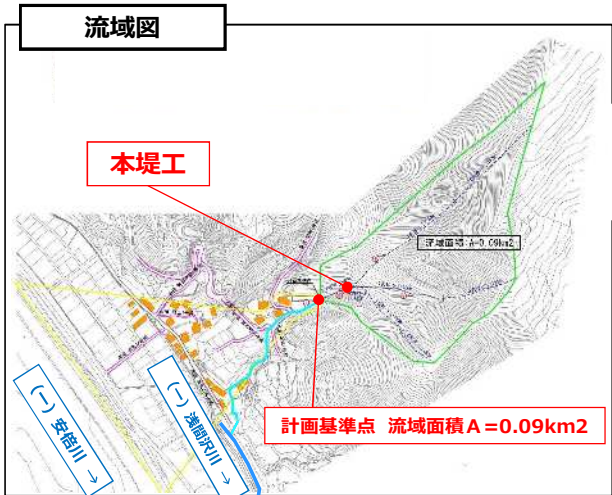 流域図
本堤工
流域面積:A=0.09km2
計画基準点 流域面積A=0.09km2
(一)安倍川 →
(一)浅間沢川 →